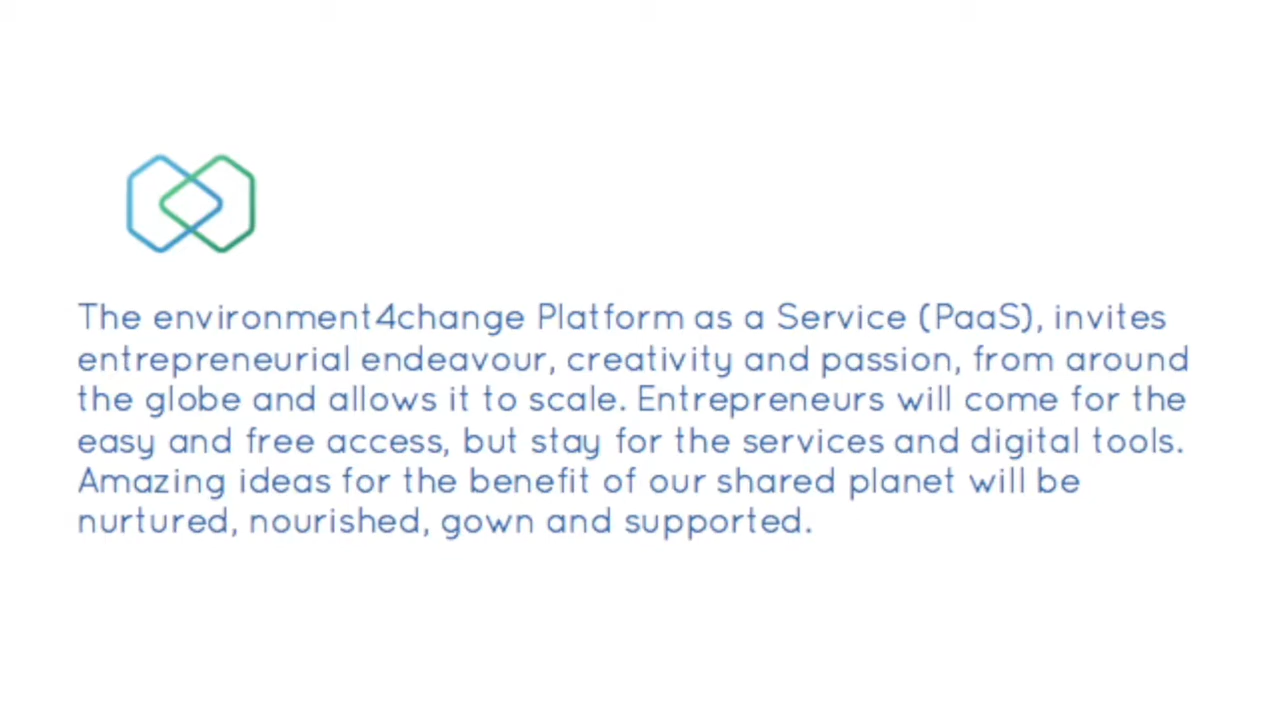 The environment4change Platform as a Service (PaaS), invites
entrepreneurial endeavour, creativity and passion, from around
the globe and allows it to scale. Entrepreneurs will come for the
easy and free access, but stay for the services and digital tools.
Amazing ideas for the benefit of our shared planet will be
nurtured, nourished, gown and supported.